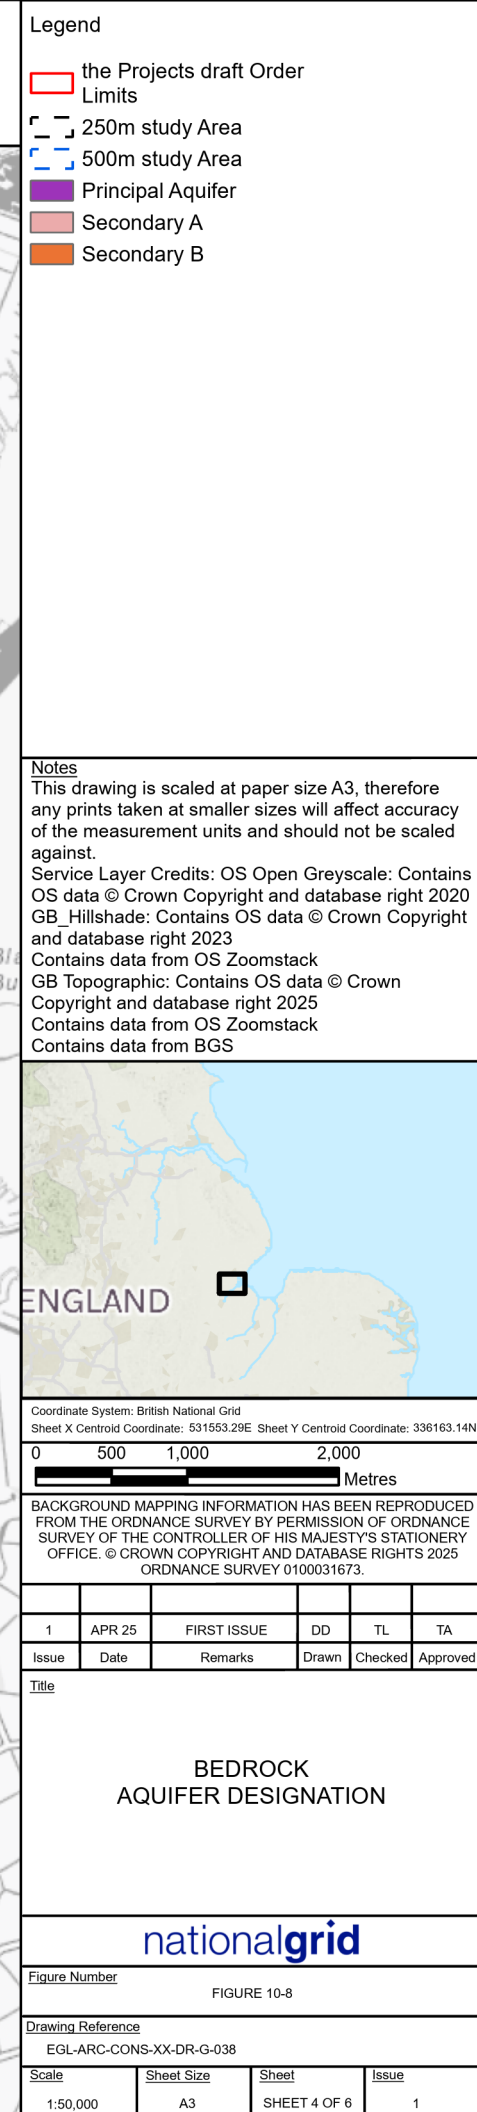 Legend
the Projects draft Order
Limits
250m study Area
500m study Area
Principal Aquifer
Secondary A
Secondary B
Notes
This drawing is scaled at paper size A3, therefore
any prints taken at smaller sizes will affect accuracy
of the measurement units and should not be scaled
against.
Service Layer Credits: OS Open Greyscale: Contains
OS data © Crown Copyright and database right 2020
GB_Hillshade: Contains OS data © Crown Copyright
and database right 2023
Contains data from OS Zoomstack
GB Topographic: Contains OS data © Crown
Copyright and database right 2025
Contains data from OS Zoomstack
Contains data from BGS
ENGLAND
Coordinate System: British National Grid
Sheet X Centroid Coordinate: 531553.29E Sheet Y Centroid Coordinate: 336163.14N
0 500 1,000 2,000
Metres
BACKGROUND MAPPING INFORMATION HAS BEEN REPRODUCED
FROM THE ORDNANCE SURVEY BY PERMISSION OF ORDNANCE
SURVEY OF THE CONTROLLER OF HIS MAJESTY'S STATIONERY
OFFICE. © CROWN COPYRIGHT AND DATABASE RIGHTS 2025
ORDNANCE SURVEY 0100031673.
1 APR 25 FIRST ISSUE DD TL TA
Issue Date Remarks Drawn Checked Approved
Title
BEDROCK
AQUIFER DESIGNATION
nationalgrid
Figure Number
FIGURE 10-8
Drawing Reference
EGL-ARC-CONS-XX-DR-G-038
Scale Sheet Size Sheet Issue
1:50,000 A3 SHEET 4 OF 6 1